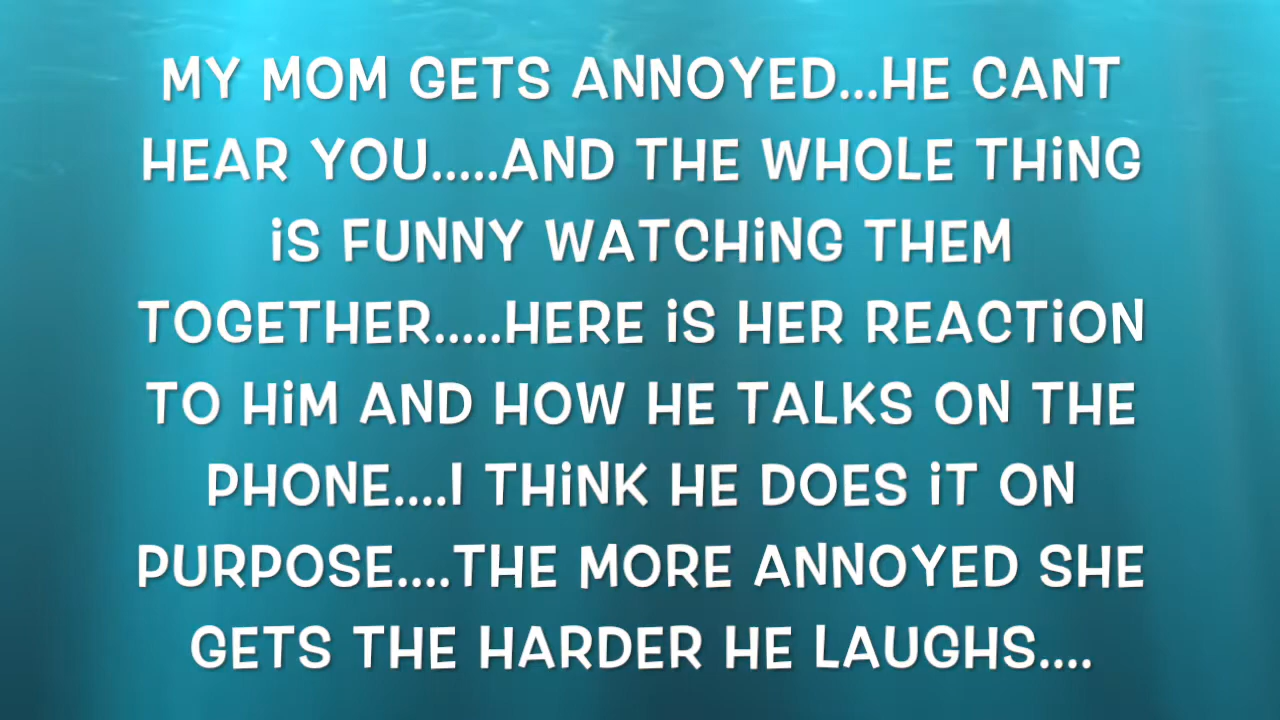 MY MOM GETS ANNOYED...HE CANT
HEAR YOU.....AND THE WHOLE THiNG
iS FUNNY WATCHiNG THEM
TOGETHER.....HERE iS HER REACTiON
TO HiM AND HOW HE TALKS ON THE
PHONE....I THiNK HE DOES iT ON
PURPOSE....THE MORE ANNOYED SHE
GETS THE HARDER HE LAUGHS....